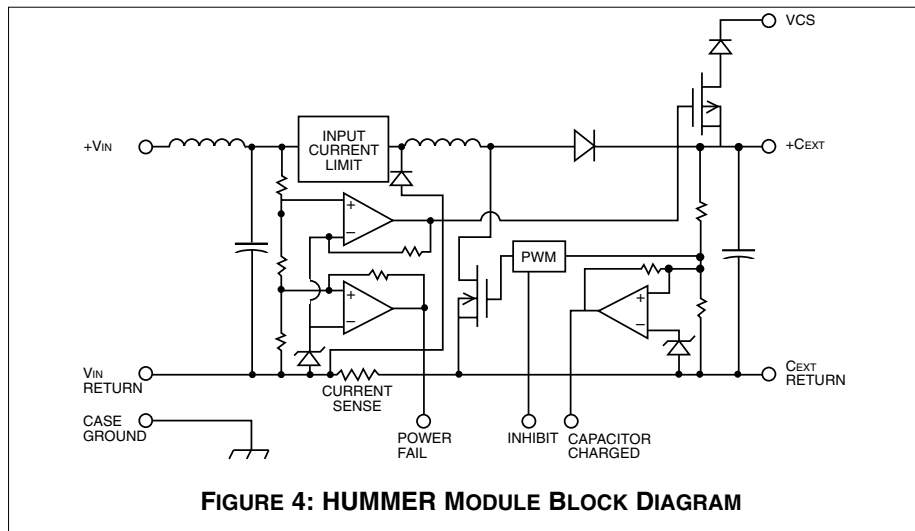 VCS
+VIN
INPUT
CURRENT
LIMIT
+CEXT
+
−
PWM
+
−
+
−
VIN
RETURN
CURRENT
SENSE
CEXT
RETURN
CASE
GROUND
POWER
FAIL
INHIBIT
CAPACITOR
CHARGED
FIGURE 4: HUMMER MODULE BLOCK DIAGRAM